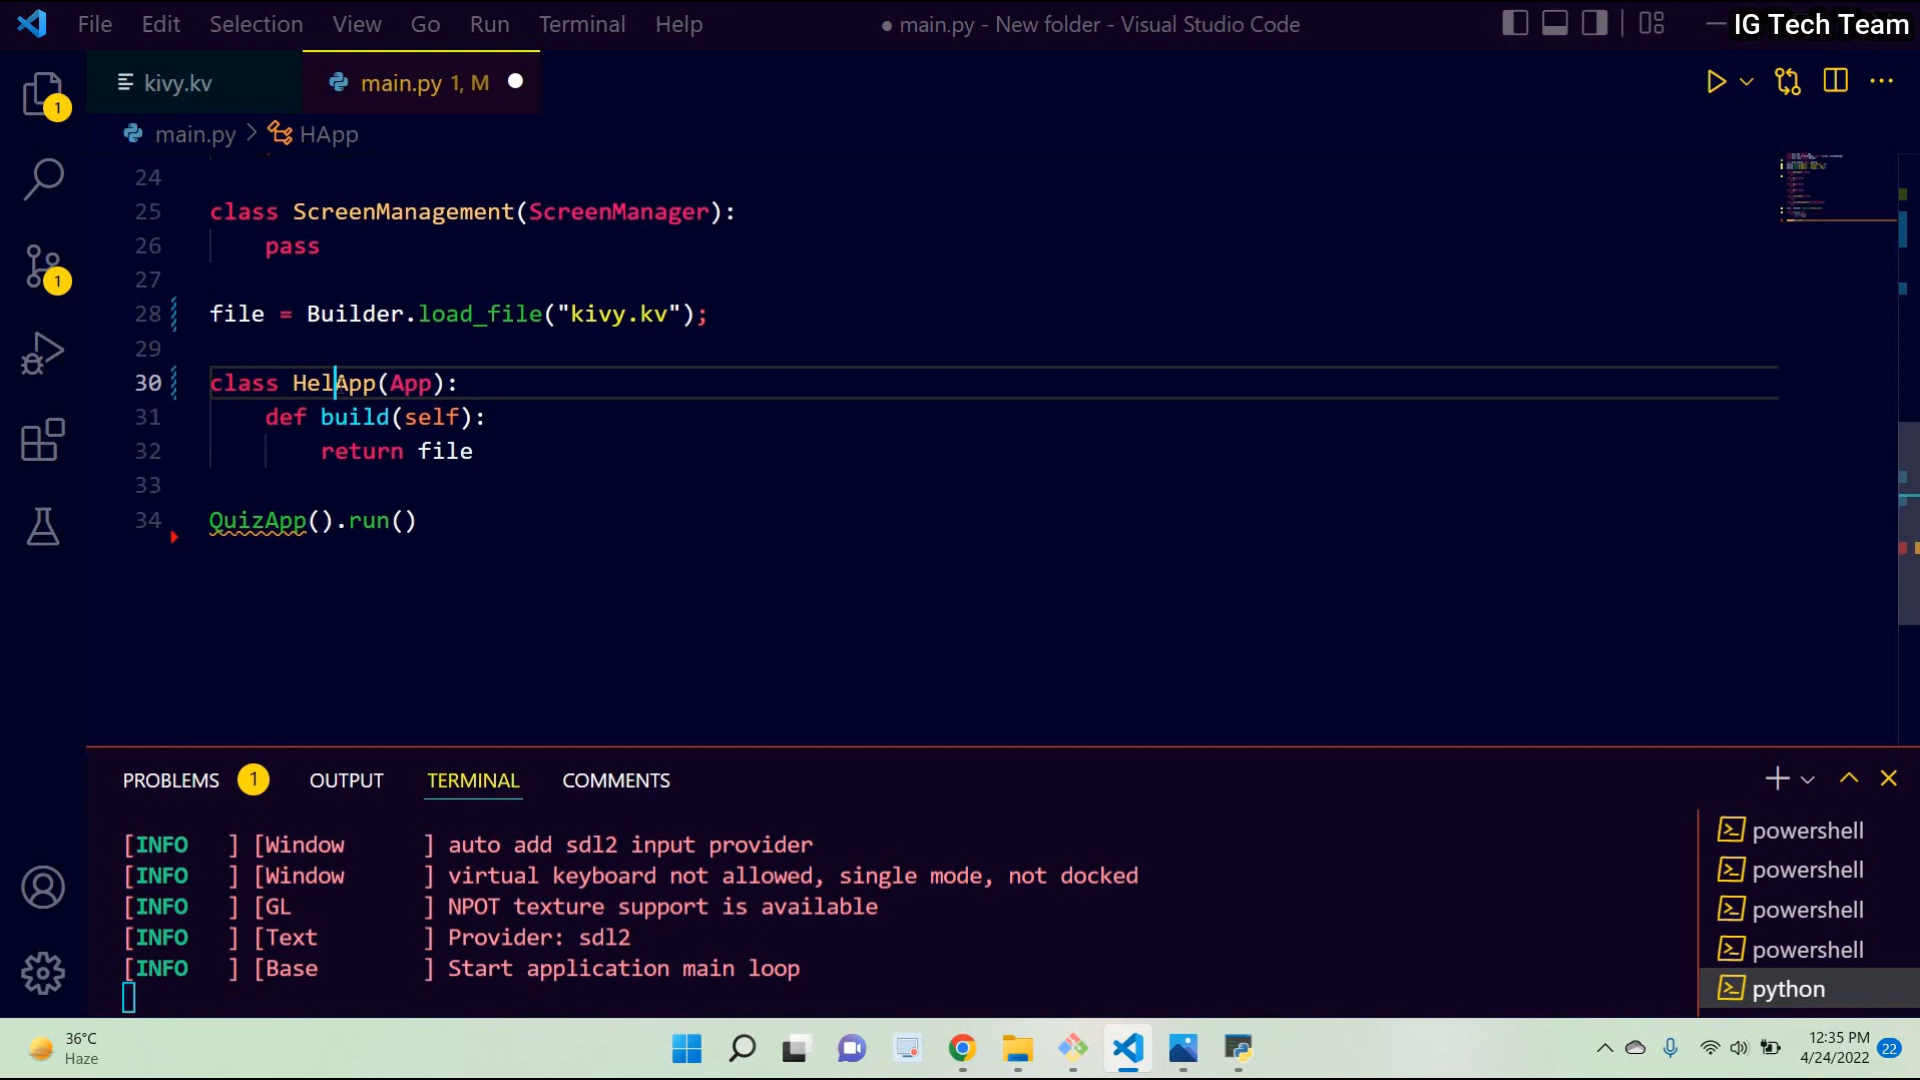 File Edit Selection View Go Run Terminal Help
● main.py - New folder - Visual Studio Code
IG Tech Team
kivy.kv
main.py 1, M
1
main.py > HApp
24
25 class ScreenManagement(ScreenManager):
26 pass
27
1
28 file = Builder.load_file("kivy.kv");
29
30 class HelApp(App):
31 def build(self):
32 return file
33
34 QuizApp().run()
PROBLEMS 1 OUTPUT TERMINAL COMMENTS
[INFO   ] [Window      ] auto add sdl2 input provider
[INFO   ] [Window      ] virtual keyboard not allowed, single mode, not docked
[INFO   ] [GL          ] NPOT texture support is available
[INFO   ] [Text        ] Provider: sdl2
[INFO   ] [Base        ] Start application main loop
powershell
powershell
powershell
powershell
python
36°C
Haze
12:35 PM
4/24/2022
22